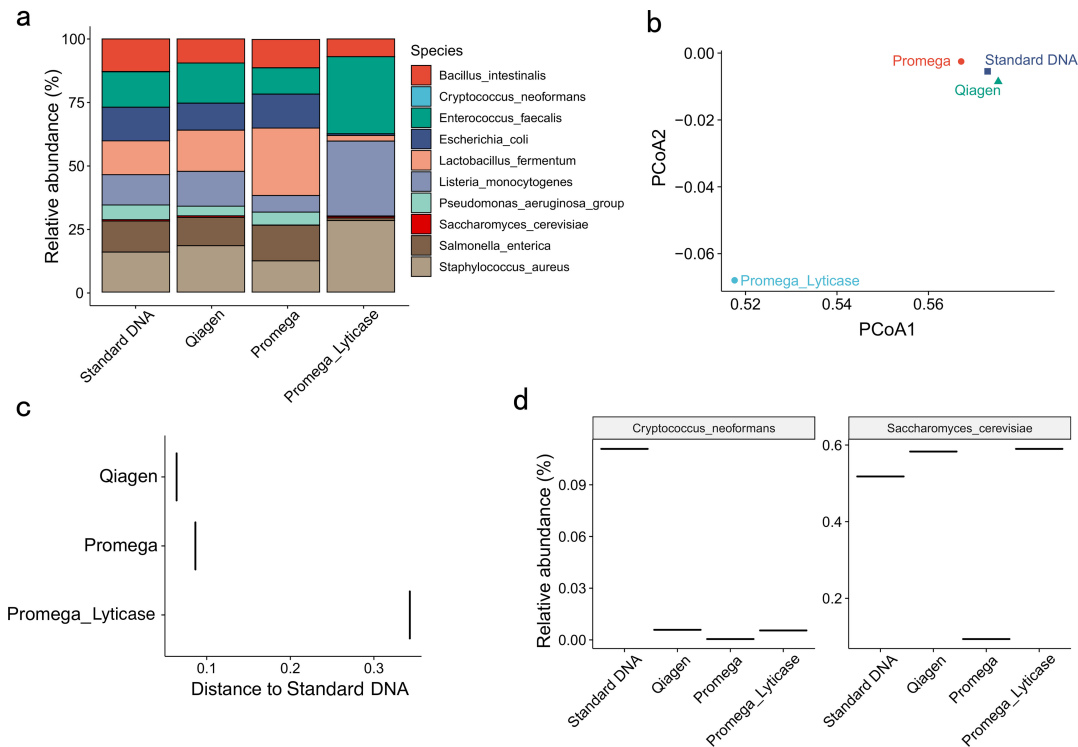 a
Relative abundance (%)
100
75
50
25
0
Standard DNA
Qiagen
Promega
Promega_Lyticase
Species
Bacillus_intestinalis
Cryptococcus_neoformans
Enterococcus_faecalis
Escherichia_coli
Lactobacillus_fermentum
Listeria_monocytogenes
Pseudomonas_aeruginosa_group
Saccharomyces_cerevisiae
Salmonella_enterica
Staphylococcus_aureus
b
PCoA2
0.00
−0.02
−0.04
−0.06
Promega
Standard DNA
Qiagen
Promega_Lyticase
0.52
0.54
0.56
PCoA1
c
Qiagen
Promega
Promega_Lyticase
0.1
0.2
0.3
Distance to Standard DNA
d
Relative abundance (%)
Cryptococcus_neoformans
0.09
0.06
0.03
0.00
Standard DNA
Qiagen
Promega
Promega_Lyticase
Saccharomyces_cerevisiae
0.6
0.4
0.2
Standard DNA
Qiagen
Promega
Promega_Lyticase